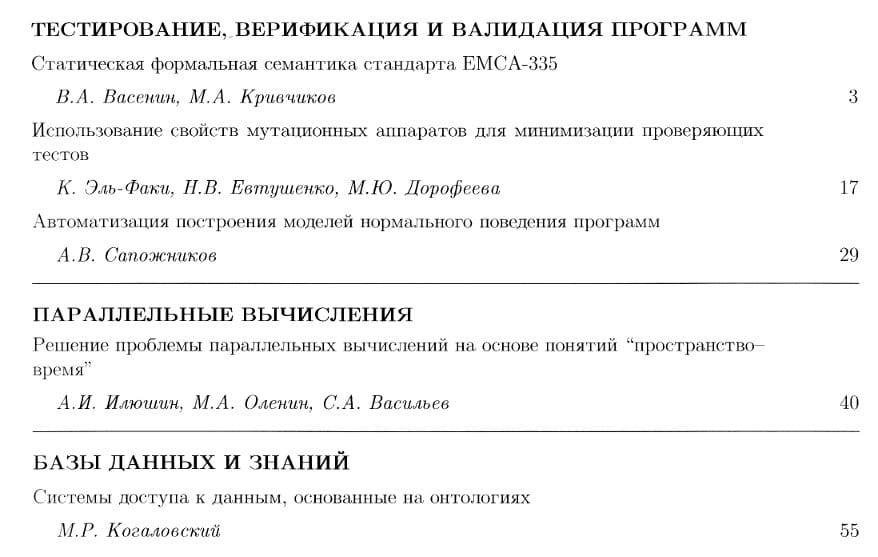 ТЕСТИРОВАНИЕ, ВЕРИФИКАЦИЯ И ВАЛИДАЦИЯ ПРОГРАММ
Статическая формальная семантика стандарта EMCA-335
В.А. Васенин, М.А. Кривчиков 3
Использование свойств мутационных аппаратов для минимизации проверяющих
тестов
К. Эль-Факи, Н.В. Евтушенко, М.Ю. Дорофеева 17
Автоматизация построения моделей нормального поведения программ
А.В. Сапожников 29
ПАРАЛЛЕЛЬНЫЕ ВЫЧИСЛЕНИЯ
Решение проблемы параллельных вычислений на основе понятий “пространство–
время”
А.И. Илюшин, М.А. Оленин, С.А. Васильев 40
БАЗЫ ДАННЫХ И ЗНАНИЙ
Системы доступа к данным, основанные на онтологиях
М.Р. Когаловский 55